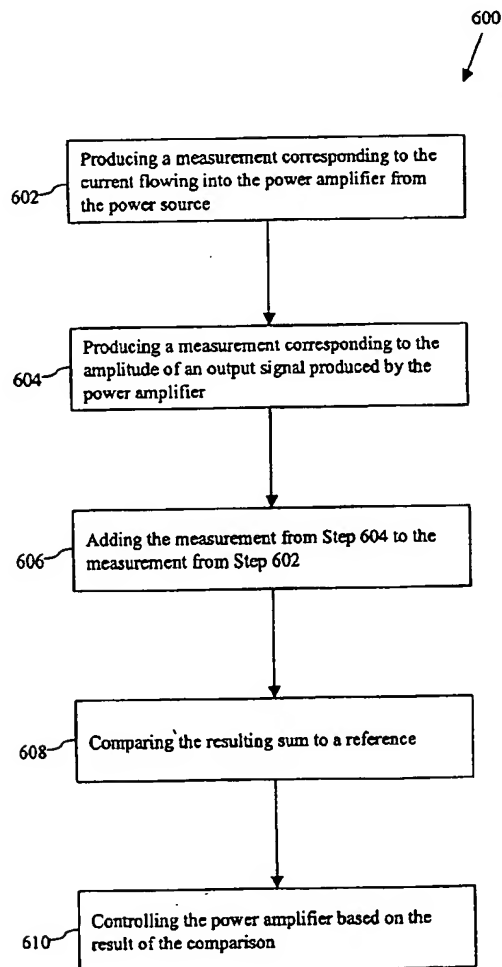 600
602
Producing a measurement corresponding to the
current flowing into the power amplifier from
the power source
604
Producing a measurement corresponding to the
amplitude of an output signal produced by the
power amplifier
606
Adding the measurement from Step 604 to the
measurement from Step 602
608
Comparing the resulting sum to a reference
610
Controlling the power amplifier based on the
result of the comparison